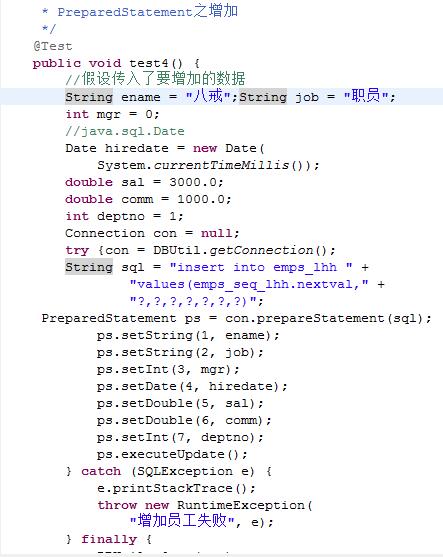 * PreparedStatement之增加
*/
@Test
public void test4() {
//假设传入了要增加的数据
String ename = "八戒";String job = "职员";
int mgr = 0;
//java.sql.Date
Date hiredate = new Date(
System.currentTimeMillis());
double sal = 3000.0;
double comm = 1000.0;
int deptno = 1;
Connection con = null;
try {con = DBUtil.getConnection();
String sql = "insert into emps_lhh " +
"values(emps_seq_lhh.nextval," +
"?,?,?,?,?,?,?)";
PreparedStatement ps = con.prepareStatement(sql);
ps.setString(1, ename);
ps.setString(2, job);
ps.setInt(3, mgr);
ps.setDate(4, hiredate);
ps.setDouble(5, sal);
ps.setDouble(6, comm);
ps.setInt(7, deptno);
ps.executeUpdate();
} catch (SQLException e) {
e.printStackTrace();
throw new RuntimeException(
"增加员工失败", e);
} finally {